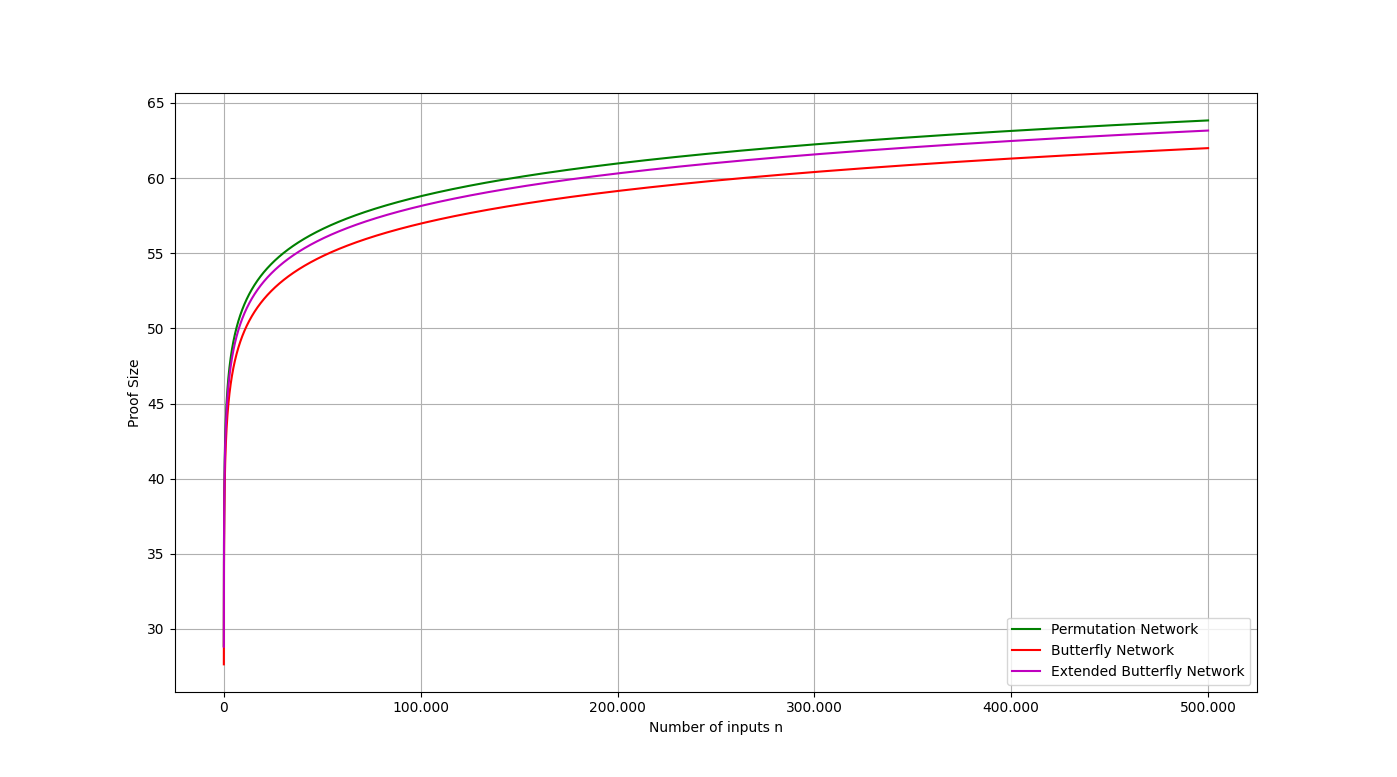 65
60
55
50
45
40
35
30
Proof Size
0
100.000
200.000
300.000
400.000
500.000
Number of inputs n
Permutation Network
Butterfly Network
Extended Butterfly Network